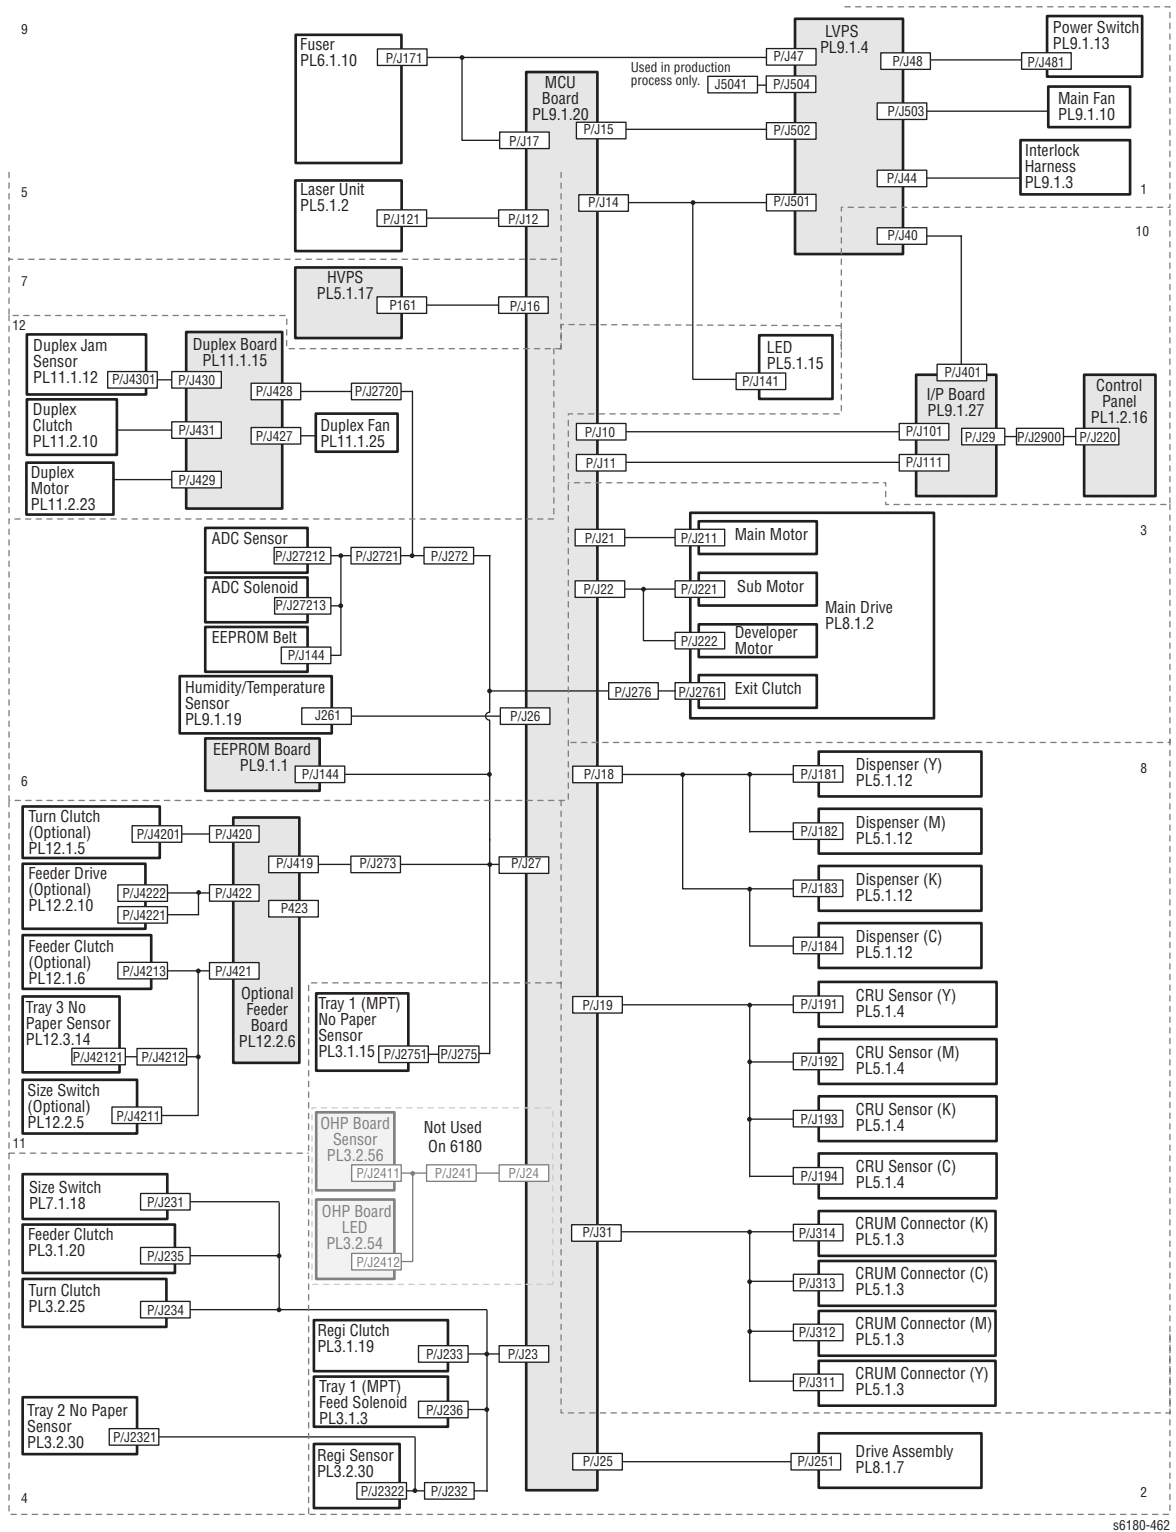 9
Fuser
PL6.1.10
P/J171
LVPS
PL9.1.4
P/J47
P/J48
Power Switch
PL9.1.13
P/J481
Used in production
process only.
J5041
P/J504
MCU
Board
PL9.1.20
P/J503
Main Fan
PL9.1.10
P/J17
P/J15
P/J502
Interlock
Harness
PL9.1.3
P/J44
1
5
Laser Unit
PL5.1.2
P/J121
P/J12
P/J14
P/J501
P/J40
10
7
HVPS
PL5.1.17
P161
P/J16
12
Duplex Jam
Sensor
PL11.1.12
P/J4301
P/J430
Duplex Board
PL11.1.15
P/J428
P/J2720
LED
PL5.1.15
P/J141
P/J401
I/P Board
PL9.1.27
Control
Panel
PL1.2.16
Duplex
Clutch
PL11.2.10
P/J431
P/J427
Duplex Fan
PL11.1.25
P/J10
P/J101
P/J29
P/J2900
P/J220
P/J11
P/J111
Duplex
Motor
PL11.2.23
P/J429
3
ADC Sensor
P/J27212
P/J2721
P/J272
P/J21
P/J211
Main Motor
ADC Solenoid
P/J27213
P/J22
P/J221
Sub Motor
Main Drive
PL8.1.2
EEPROM Belt
P/J144
P/J222
Developer
Motor
Humidity/Temperature
Sensor
PL9.1.19
J261
P/J26
P/J276
P/J2761
Exit Clutch
EEPROM Board
PL9.1.1
P/J144
6
P/J18
P/J181
Dispenser (Y)
PL5.1.12
8
Turn Clutch
(Optional)
PL12.1.5
P/J4201
P/J420
P/J182
Dispenser (M)
PL5.1.12
P/J419
P/J273
P/J27
Feeder Drive
(Optional)
PL12.2.10
P/J4222
P/J4221
P/J422
P423
P/J183
Dispenser (K)
PL5.1.12
Feeder Clutch
(Optional)
PL12.1.6
P/J4213
P/J421
P/J184
Dispenser (C)
PL5.1.12
Optional
Feeder
Board
PL12.2.6
Tray 3 No
Paper Sensor
PL12.3.14
P/J42121
P/J4212
Tray 1 (MPT)
No Paper
Sensor
PL3.1.15
P/J2751
P/J275
P/J19
P/J191
CRU Sensor (Y)
PL5.1.4
P/J192
CRU Sensor (M)
PL5.1.4
Size Switch
(Optional)
PL12.2.5
P/J4211
P/J193
CRU Sensor (K)
PL5.1.4
11
OHP Board
Sensor
PL3.2.56
Not Used
On 6180
P/J2411
P/J241
P/J24
P/J194
CRU Sensor (C)
PL5.1.4
Size Switch
PL7.1.18
P/J231
OHP Board
LED
PL3.2.54
P/J2412
Feeder Clutch
PL3.1.20
P/J235
P/J31
P/J314
CRUM Connector (K)
PL5.1.3
Turn Clutch
PL3.2.25
P/J234
P/J313
CRUM Connector (C)
PL5.1.3
Regi Clutch
PL3.1.19
P/J233
P/J23
P/J312
CRUM Connector (M)
PL5.1.3
Tray 1 (MPT)
Feed Solenoid
PL3.1.3
P/J236
P/J311
CRUM Connector (Y)
PL5.1.3
Tray 2 No Paper
Sensor
PL3.2.30
P/J2321
Regi Sensor
PL3.2.30
P/J2322
P/J232
P/J25
P/J251
Drive Assembly
PL8.1.7
4
2
s6180-462